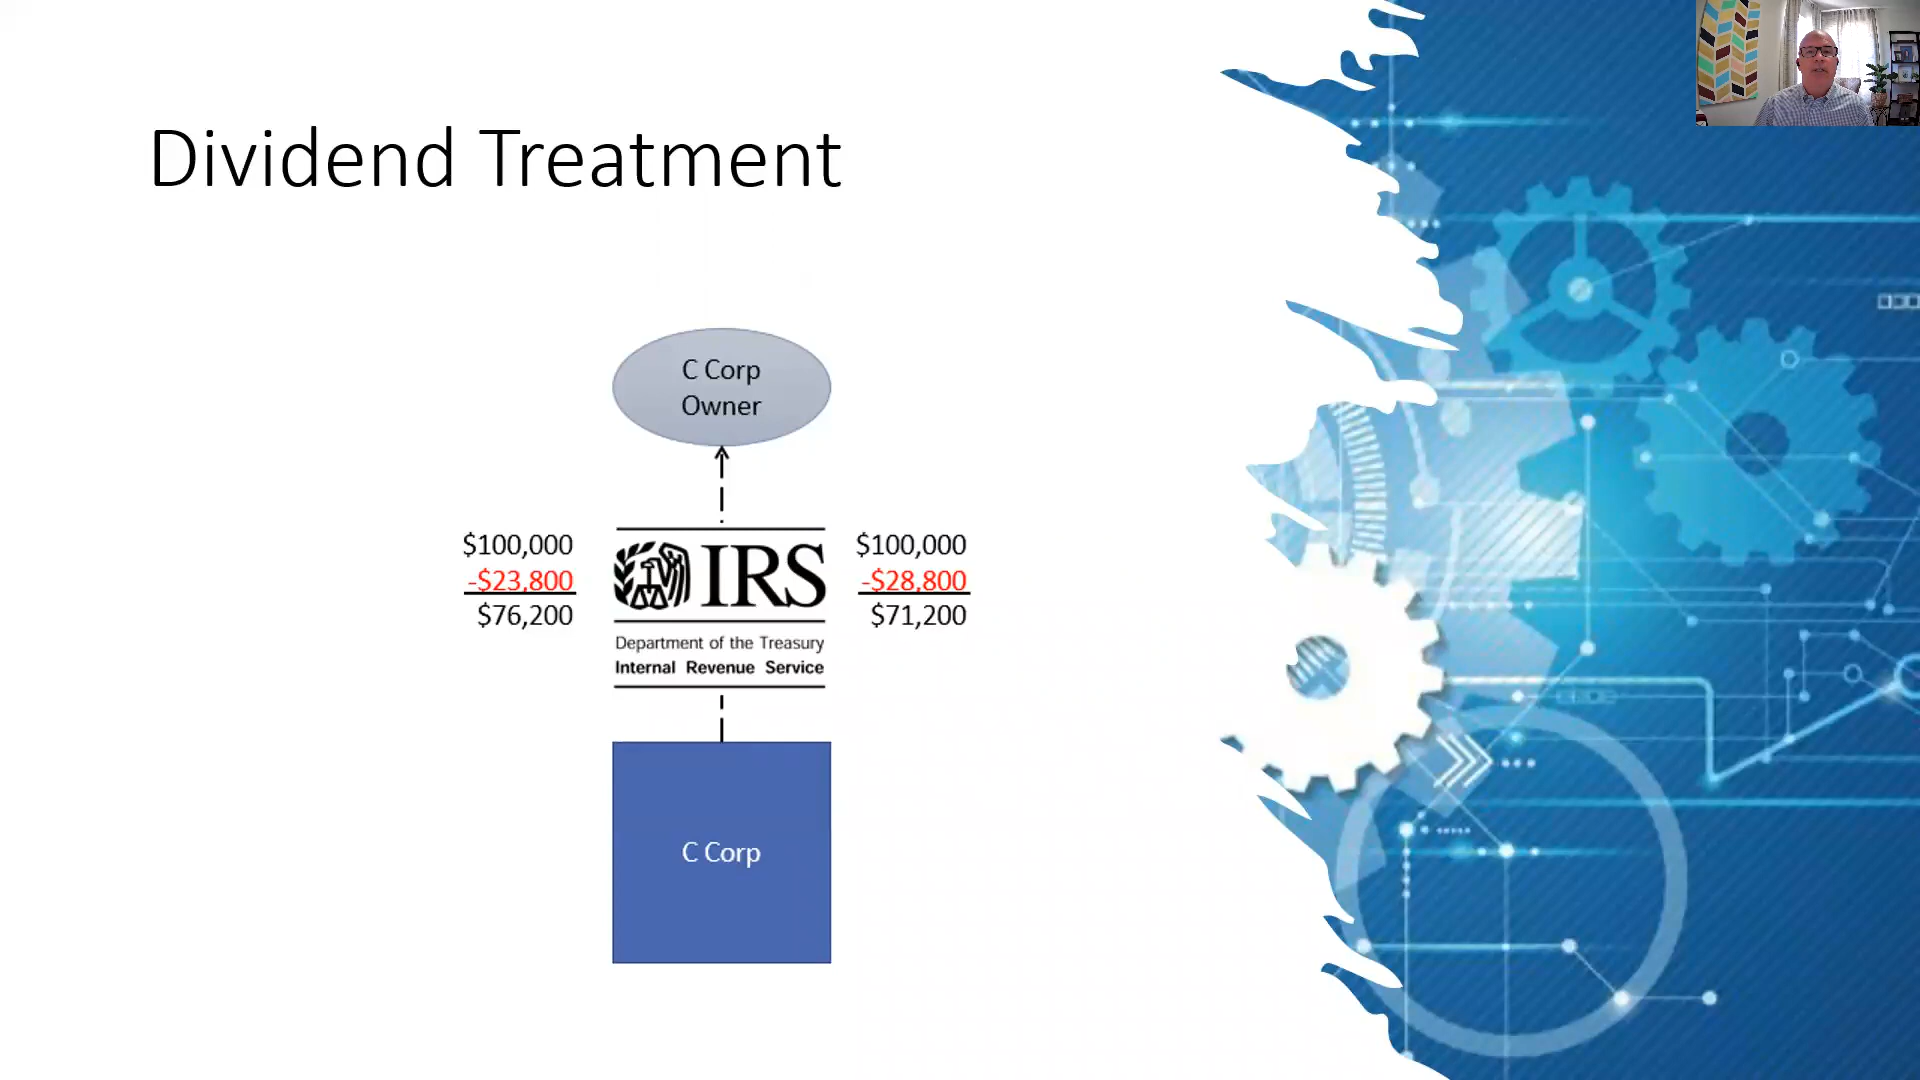 Dividend Treatment
C Corp
Owner
$100,000
-$23,800
$76,200
IRS
Department of the Treasury
Internal Revenue Service
$100,000
-$28,800
$71,200
C Corp